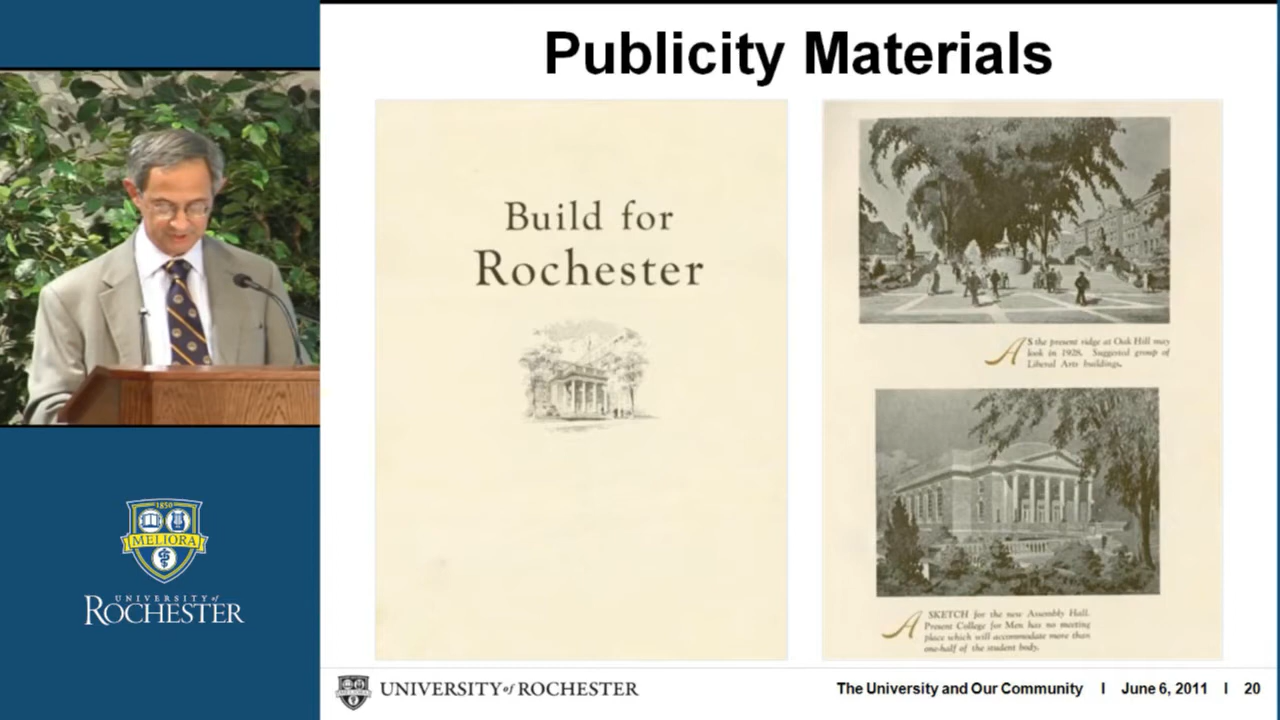 Publicity Materials
Build for
Rochester
AS the present ridge at Oak Hill may
look in 1928. Suggested group of
Liberal Arts buildings.
A SKETCH for the new Assembly Hall.
Present College for Men has no meeting
place which will accommodate more than
one-half of the student body.
1850
MELIORA
UNIVERSITY of
ROCHESTER
UNIVERSITY of ROCHESTER
The University and Our Community | June 6, 2011 | 20